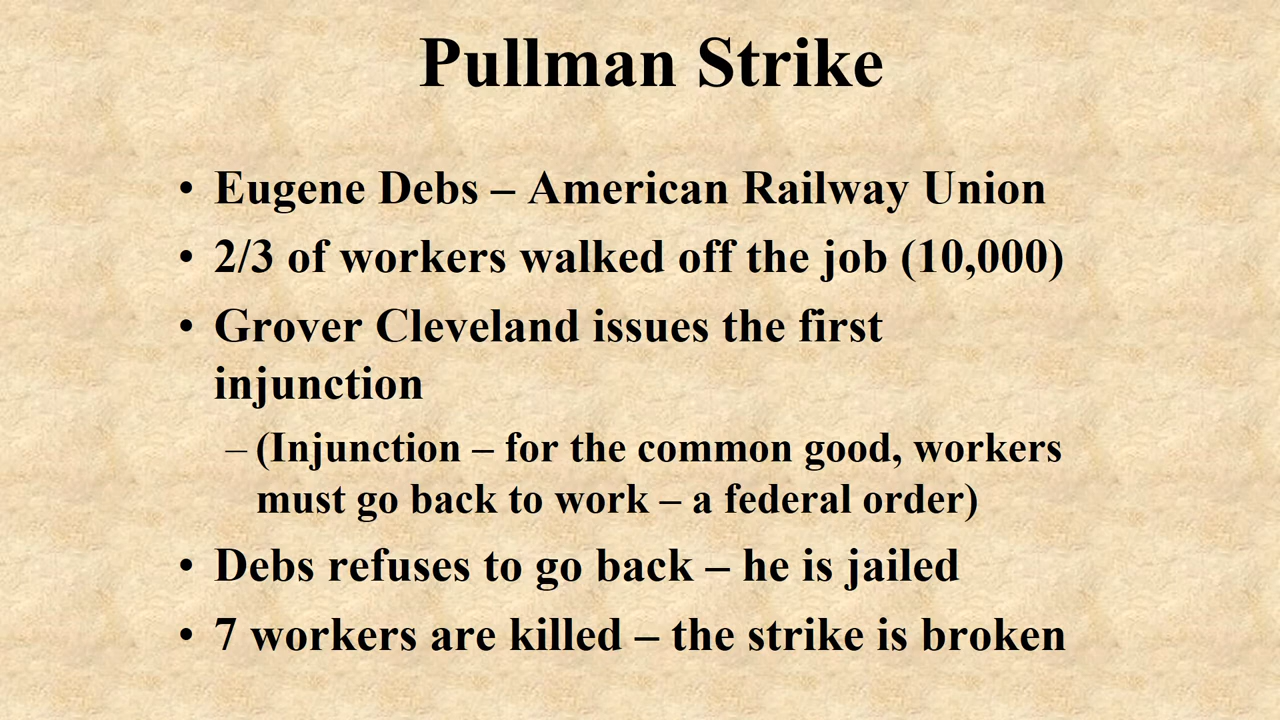 Pullman Strike
• Eugene Debs – American Railway Union
• 2/3 of workers walked off the job (10,000)
• Grover Cleveland issues the first
injunction
– (Injunction – for the common good, workers
must go back to work – a federal order)
• Debs refuses to go back – he is jailed
• 7 workers are killed – the strike is broken